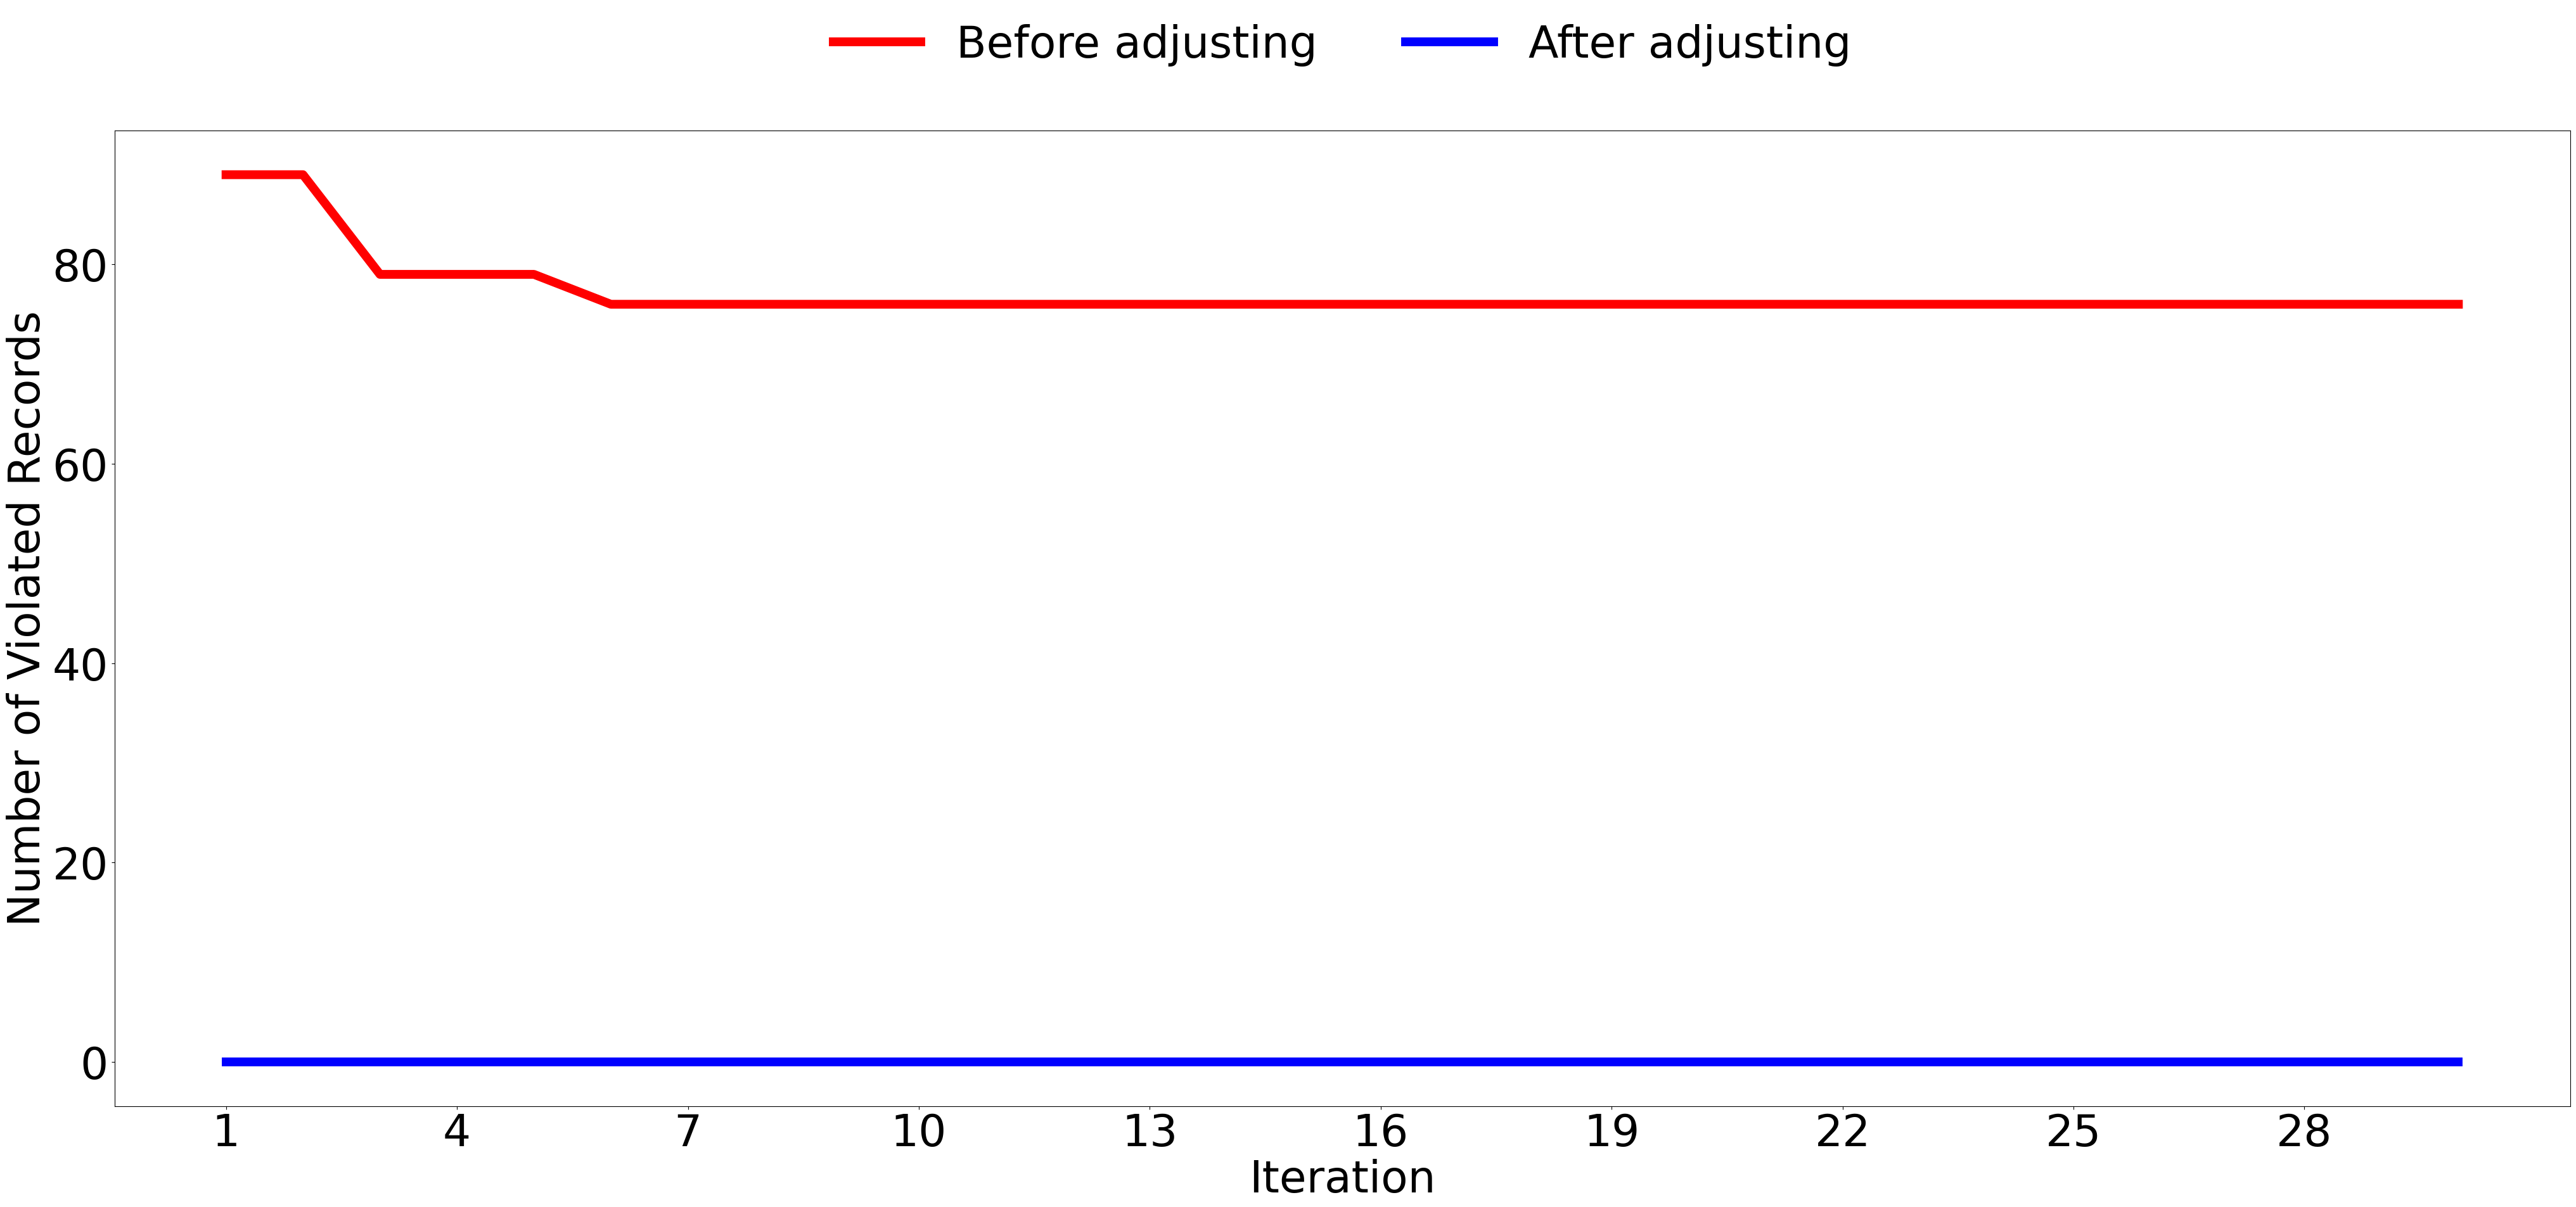 Before adjusting
After adjusting
Number of Violated Records
80
60
40
20
0
1 4 7 10 13 16 19 22 25 28
Iteration